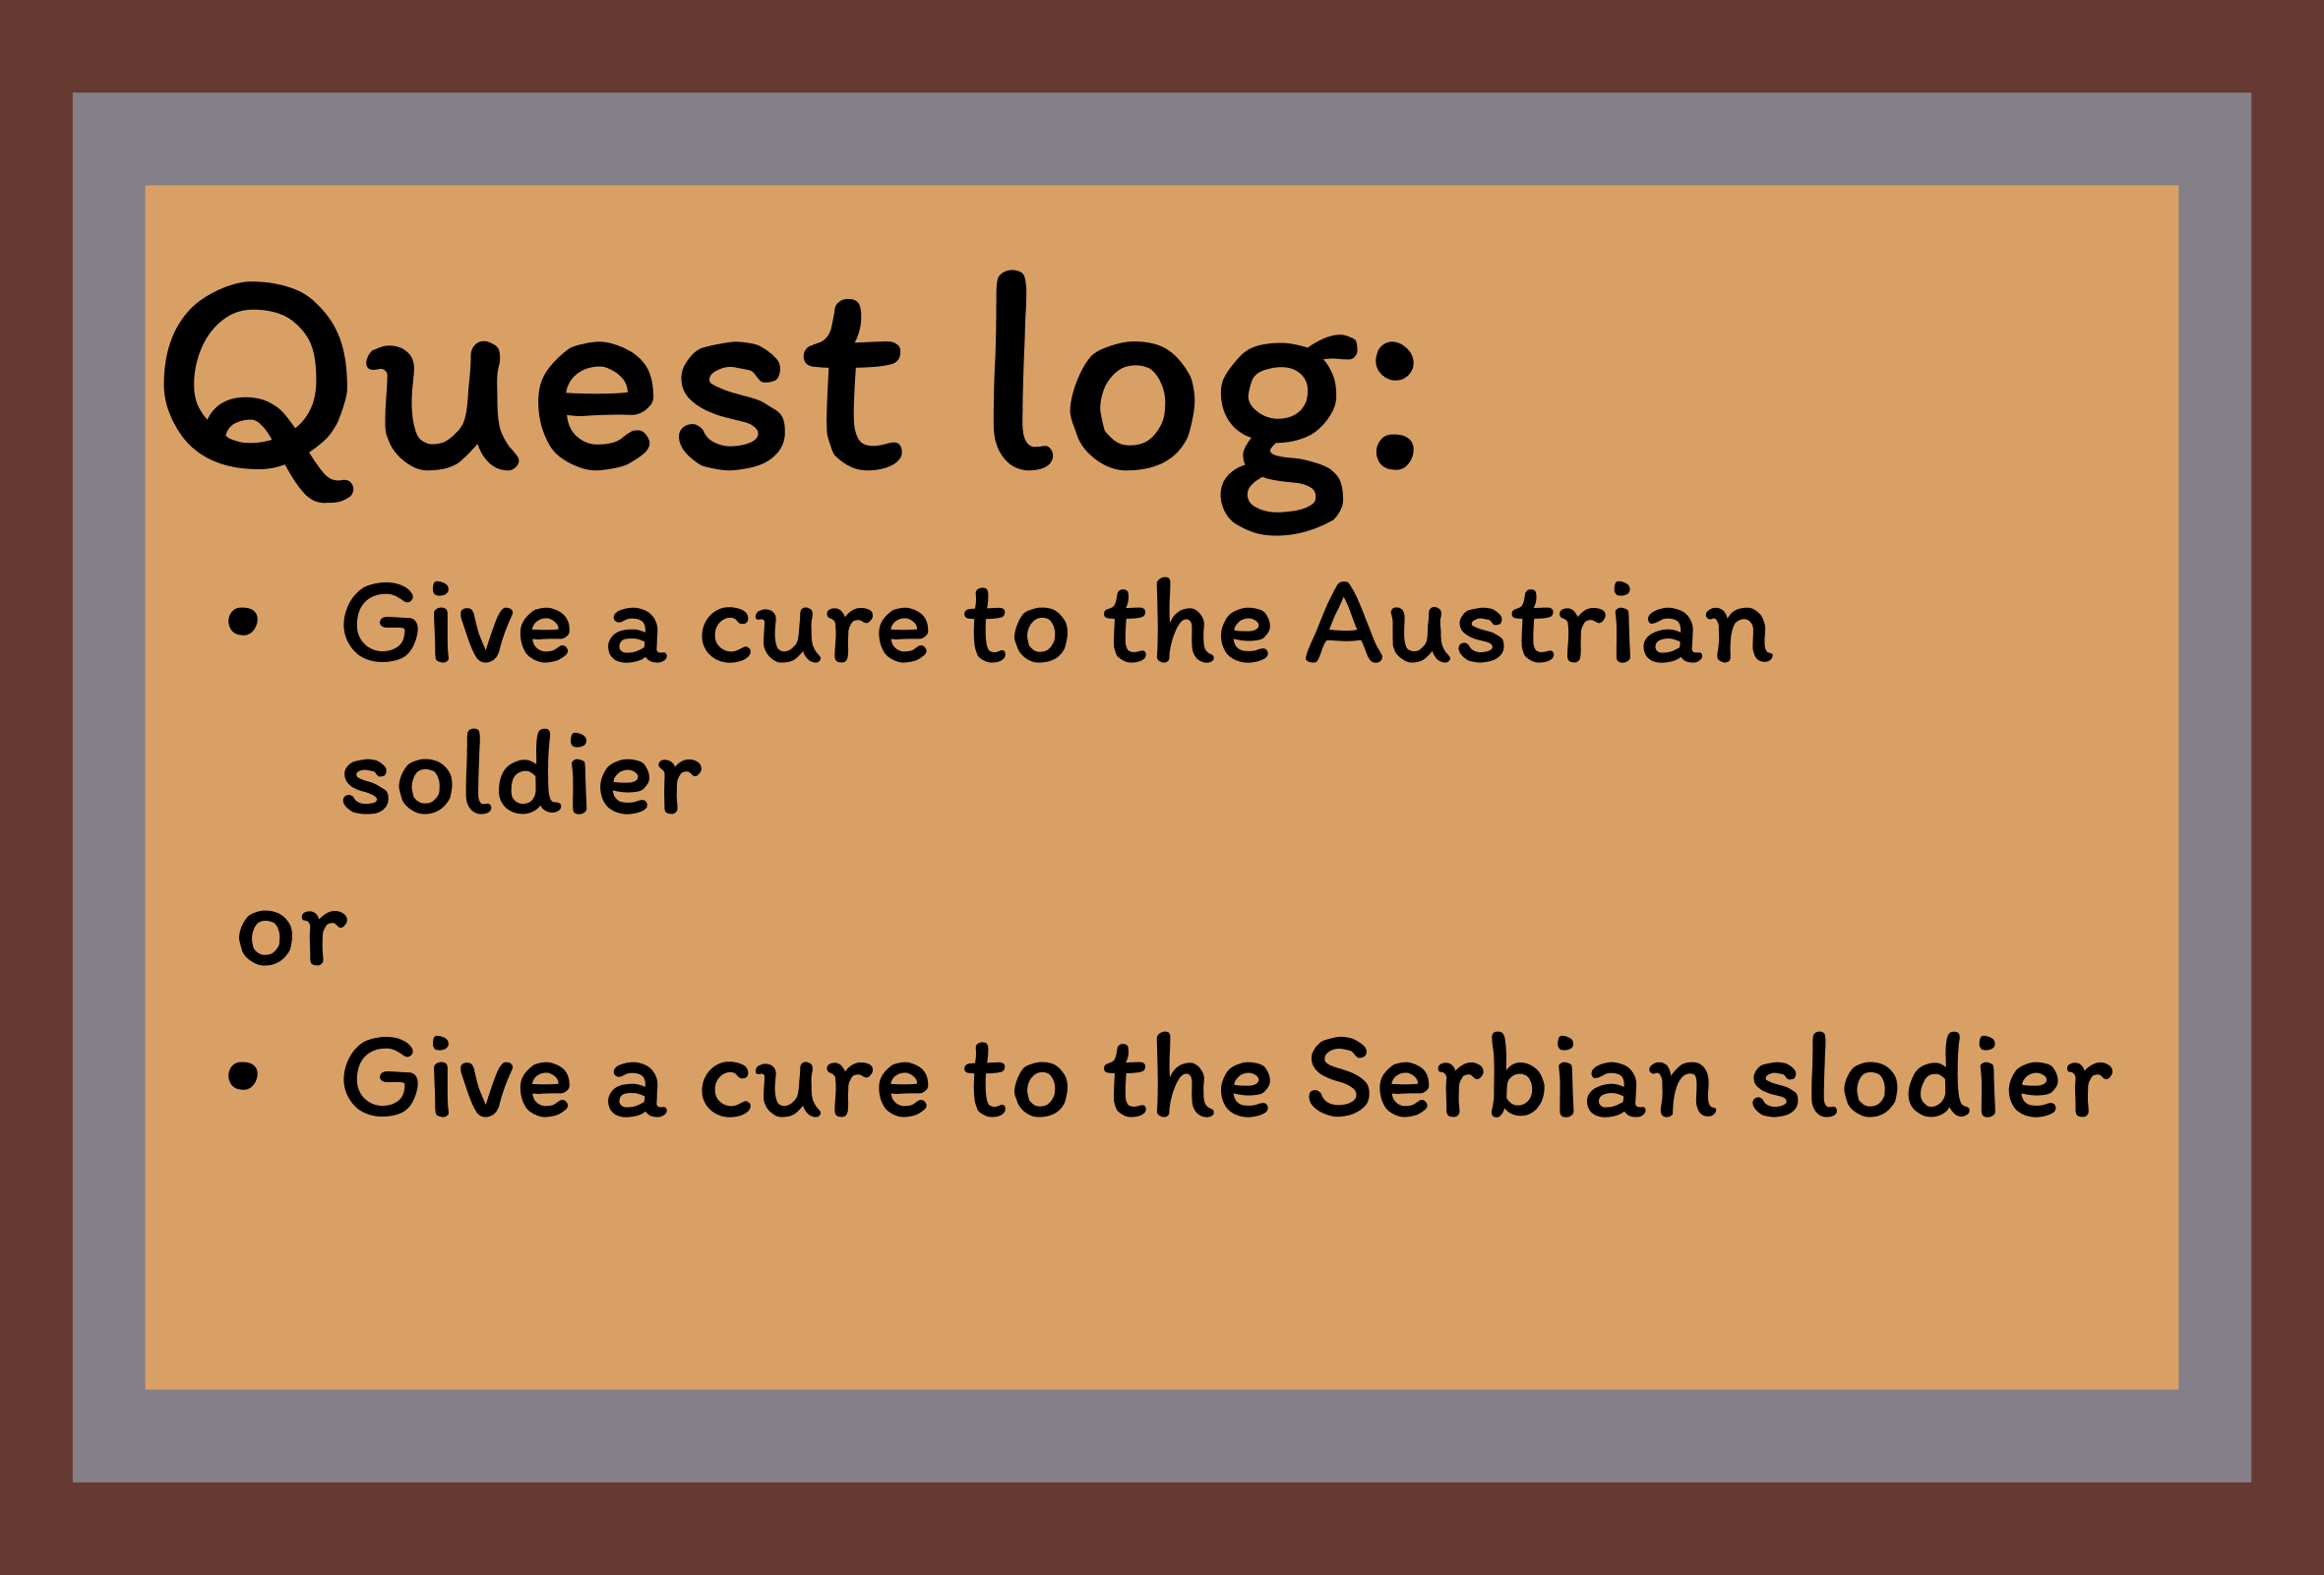 Quest log:
• Give a cure to the Austrian
soldier
or
• Give a cure to the Serbian slodier